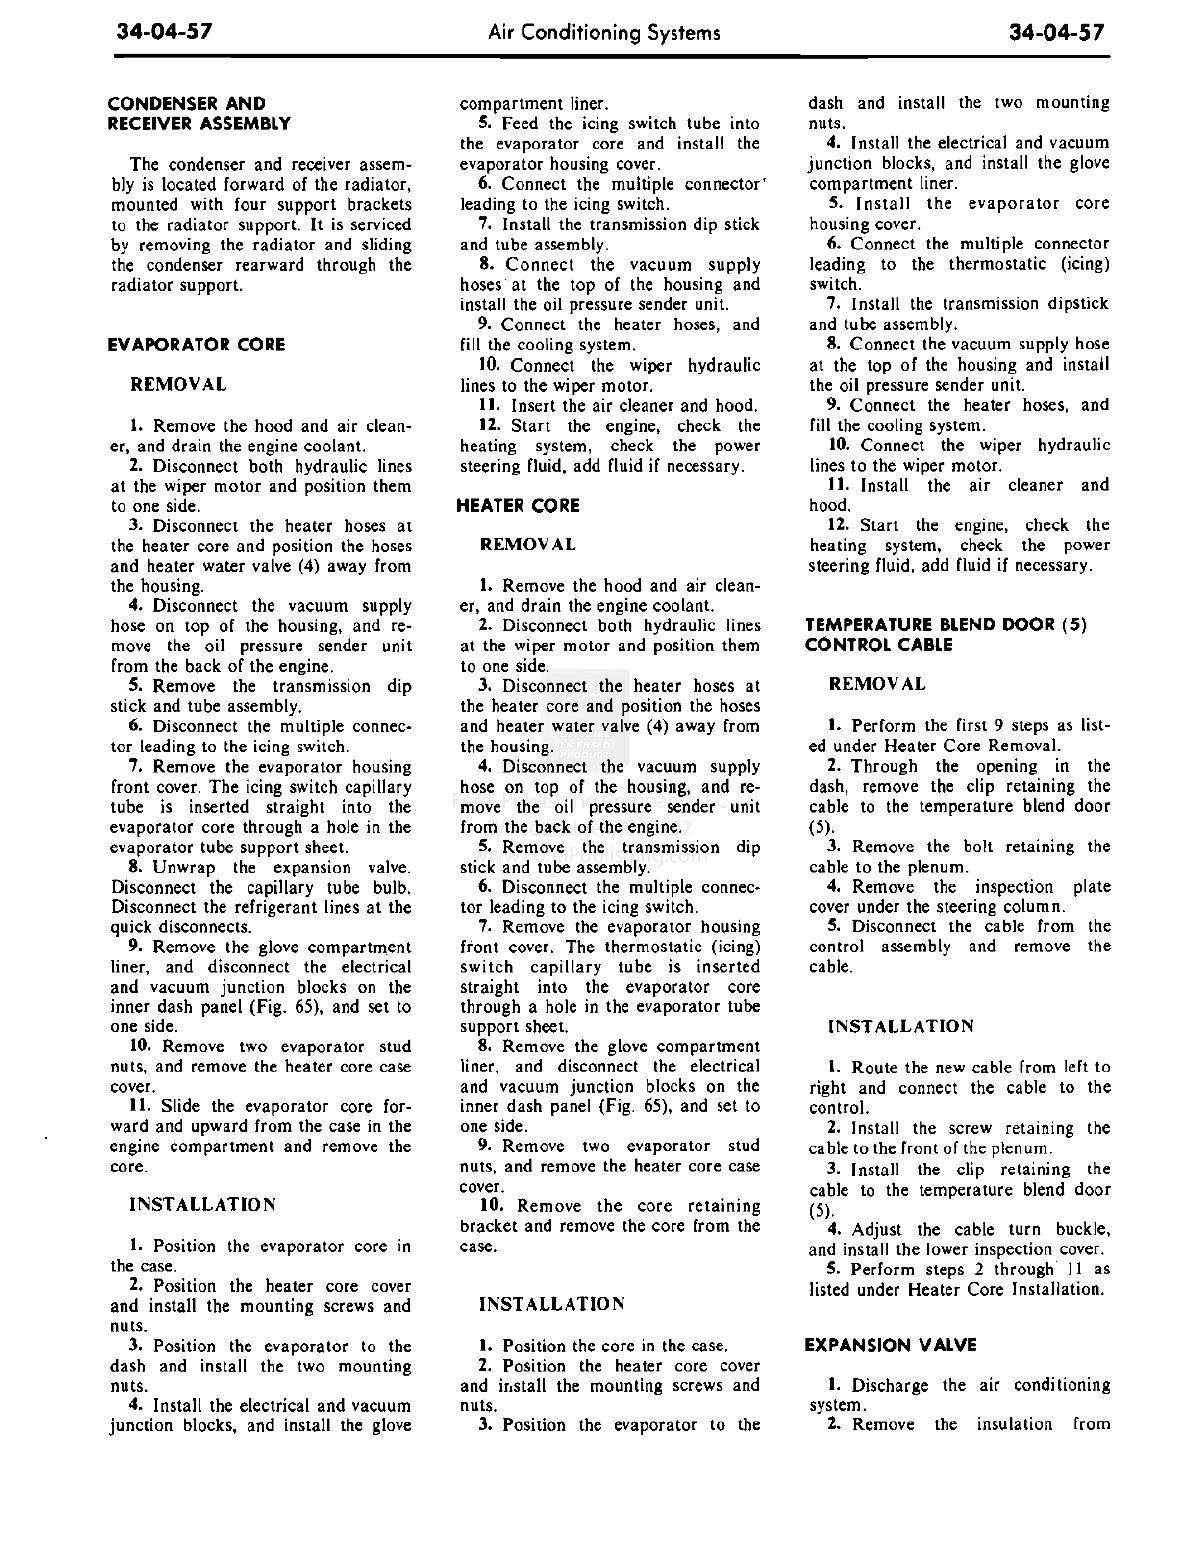 34-04-57
Air Conditioning Systems
34-04-57
CONDENSER AND
RECEIVER ASSEMBLY
The condenser and receiver assem-
bly is located forward of the radiator,
mounted with four support brackets
to the radiator support. It is serviced
by removing the radiator and sliding
the condenser rearward through the
radiator support.
EVAPORATOR CORE
REMOVAL
1. Remove the hood and air clean-
er, and drain the engine coolant.
2. Disconnect both hydraulic lines
at the wiper motor and position them
to one side.
3. Disconnect the heater hoses at
the heater core and position the hoses
and heater water valve (4) away from
the housing.
4. Disconnect the vacuum supply
hose on top of the housing, and re-
move the oil pressure sender unit
from the back of the engine.
5. Remove the transmission dip
stick and tube assembly.
6. Disconnect the multiple connec-
tor leading to the icing switch.
7. Remove the evaporator housing
front cover. The icing switch capillary
tube is inserted straight into the
evaporator core through a hole in the
evaporator tube support sheet.
8. Unwrap the expansion valve.
Disconnect the capillary tube bulb.
Disconnect the refrigerant lines at the
quick disconnects.
9. Remove the glove compartment
liner, and disconnect the electrical
and vacuum junction blocks on the
inner dash panel (Fig. 65), and set to
one side.
10. Remove two evaporator stud
nuts, and remove the heater core case
cover.
11. Slide the evaporator core for-
ward and upward from the case in the
engine compartment and remove the
core.
INSTALLATION
1. Position the evaporator core in
the case.
2. Position the heater core cover
and install the mounting screws and
nuts.
3. Position the evaporator to the
dash and install the two mounting
nuts.
4. Install the electrical and vacuum
junction blocks, and install the glove
compartment liner.
5. Feed the icing switch tube into
the evaporator core and install the
evaporator housing cover.
6. Connect the multiple connector
leading to the icing switch.
7. Install the transmission dip stick
and tube assembly.
8. Connect the vacuum supply
hoses at the top of the housing and
install the oil pressure sender unit.
9. Connect the heater hoses, and
fill the cooling system.
10. Connect the wiper hydraulic
lines to the wiper motor.
11. Insert the air cleaner and hood.
12. Start the engine, check the
heating system, check the power
steering fluid, add fluid if necessary.
HEATER CORE
REMOVAL
1. Remove the hood and air clean-
er, and drain the engine coolant.
2. Disconnect both hydraulic lines
at the wiper motor and position them
to one side.
3. Disconnect the heater hoses at
the heater core and position the hoses
and heater water valve (4) away from
the housing.
4. Disconnect the vacuum supply
hose on top of the housing, and re-
move the oil pressure sender unit
from the back of the engine.
5. Remove the transmission dip
stick and tube assembly.
6. Disconnect the multiple connec-
tor leading to the icing switch.
7. Remove the evaporator housing
front cover. The thermostatic (icing)
switch capillary tube is inserted
straight into the evaporator core
through a hole in the evaporator tube
support sheet.
8. Remove the glove compartment
liner, and disconnect the electrical
and vacuum junction blocks on the
inner dash panel (Fig. 65), and set to
one side.
9. Remove two evaporator stud
nuts, and remove the heater core case
cover.
10. Remove the core retaining
bracket and remove the core from the
case.
INSTALLATION
1. Position the core in the case.
2. Position the heater core cover
and install the mounting screws and
nuts.
3. Position the evaporator to the
dash and install the two mounting
nuts.
4. Install the electrical and vacuum
junction blocks, and install the glove
compartment liner.
5. Install the evaporator core
housing cover.
6. Connect the multiple connector
leading to the thermostatic (icing)
switch.
7. Install the transmission dipstick
and tube assembly.
8. Connect the vacuum supply hose
at the top of the housing and install
the oil pressure sender unit.
9. Connect the heater hoses, and
fill the cooling system.
10. Connect the wiper hydraulic
lines to the wiper motor.
11. Install the air cleaner and
hood.
12. Start the engine, check the
heating system, check the power
steering fluid, add fluid if necessary.
TEMPERATURE BLEND DOOR (5)
CONTROL CABLE
REMOVAL
1. Perform the first 9 steps as list-
ed under Heater Core Removal.
2. Through the opening in the
dash, remove the clip retaining the
cable to the temperature blend door
(5).
3. Remove the bolt retaining the
cable to the plenum.
4. Remove the inspection plate
cover under the steering column.
5. Disconnect the cable from the
control assembly and remove the
cable.
INSTALLATION
1. Route the new cable from left to
right and connect the cable to the
control.
2. Install the screw retaining the
cable to the front of the plenum.
3. Install the clip retaining the
cable to the temperature blend door
(5).
4. Adjust the cable turn buckle,
and install the lower inspection cover.
5. Perform steps 2 through 11 as
listed under Heater Core Installation.
EXPANSION VALVE
1. Discharge the air conditioning
system.
2. Remove the insulation from